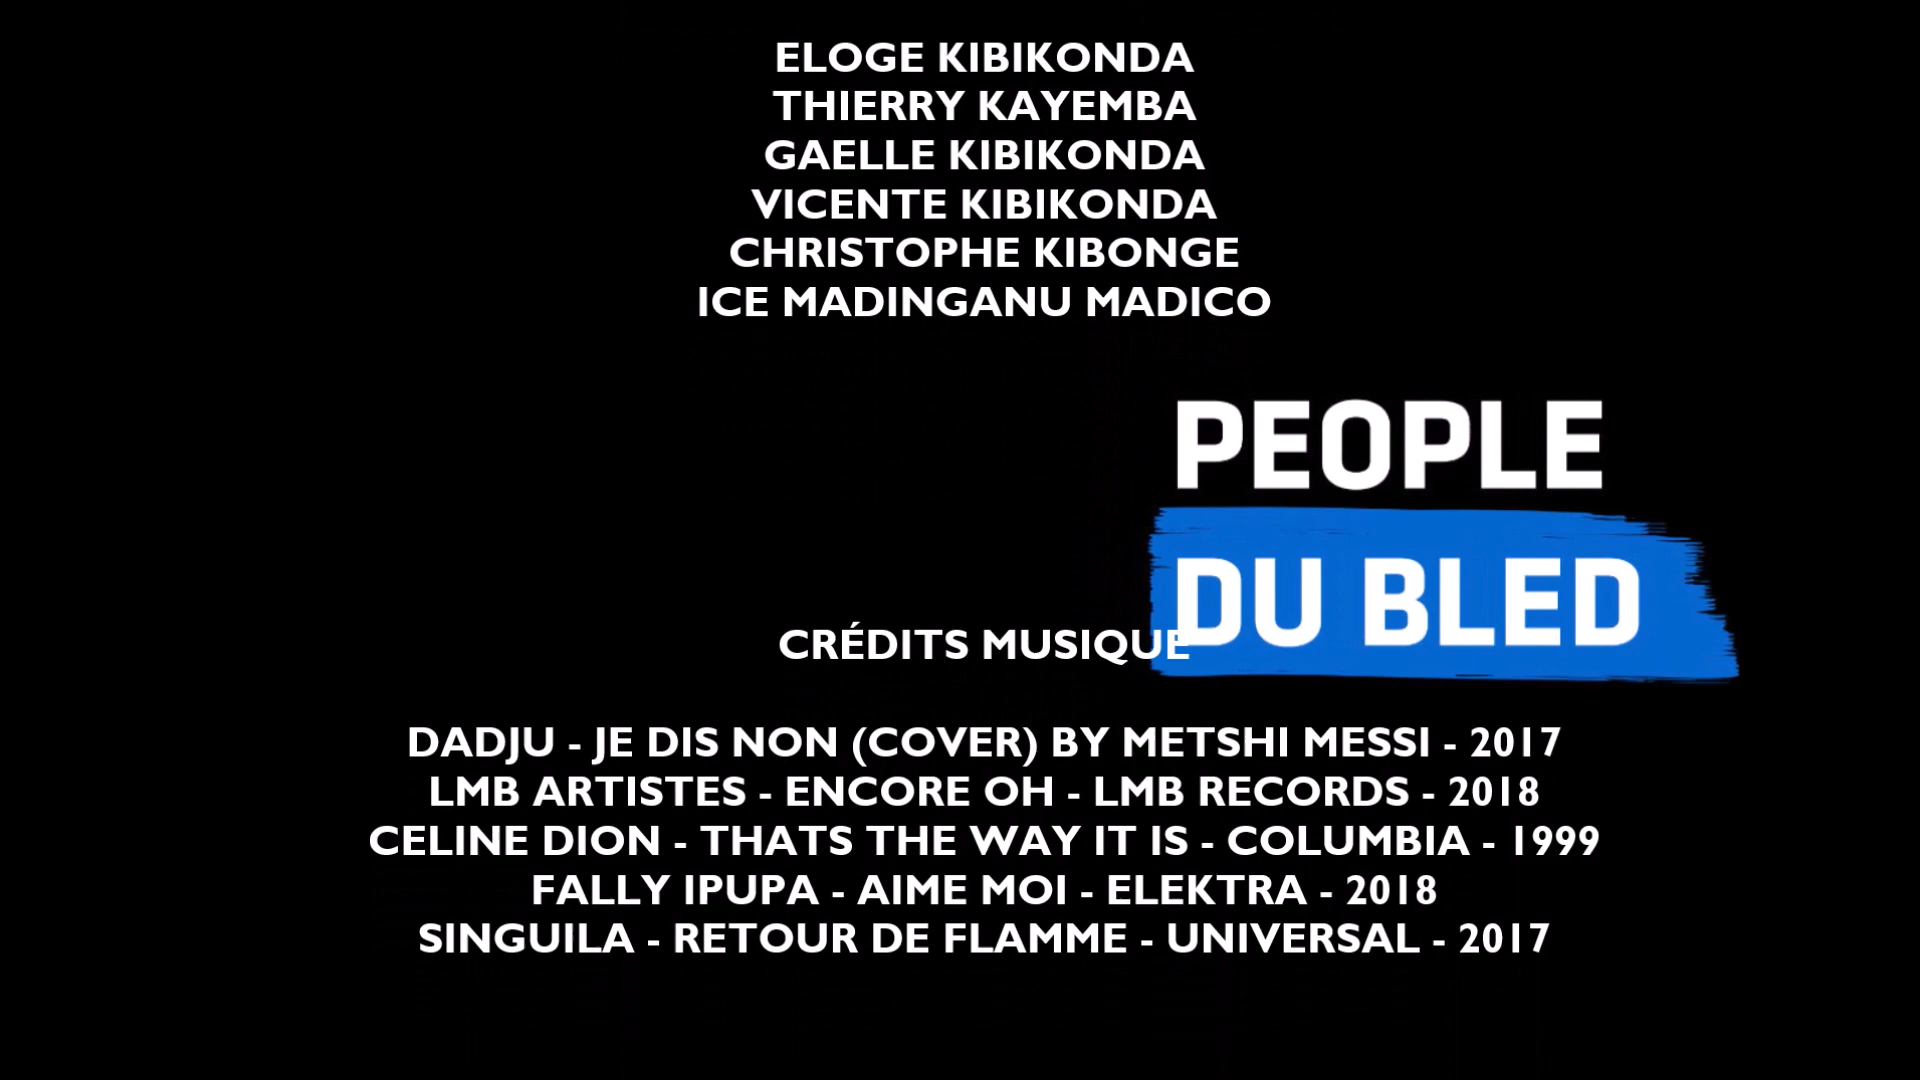 ELOGE KIBIKONDA
THIERRY KAYEMBA
GAELLE KIBIKONDA
VICENTE KIBIKONDA
CHRISTOPHE KIBONGE
ICE MADINGANU MADICO
PEOPLE
DU BLED
CRÉDITS MUSIQUE
DADJU - JE DIS NON (COVER) BY METSHI MESSI - 2017
LMB ARTISTES - ENCORE OH - LMB RECORDS - 2018
CELINE DION - THATS THE WAY IT IS - COLUMBIA - 1999
FALLY IPUPA - AIME MOI - ELEKTRA - 2018
SINGUILA - RETOUR DE FLAMME - UNIVERSAL - 2017